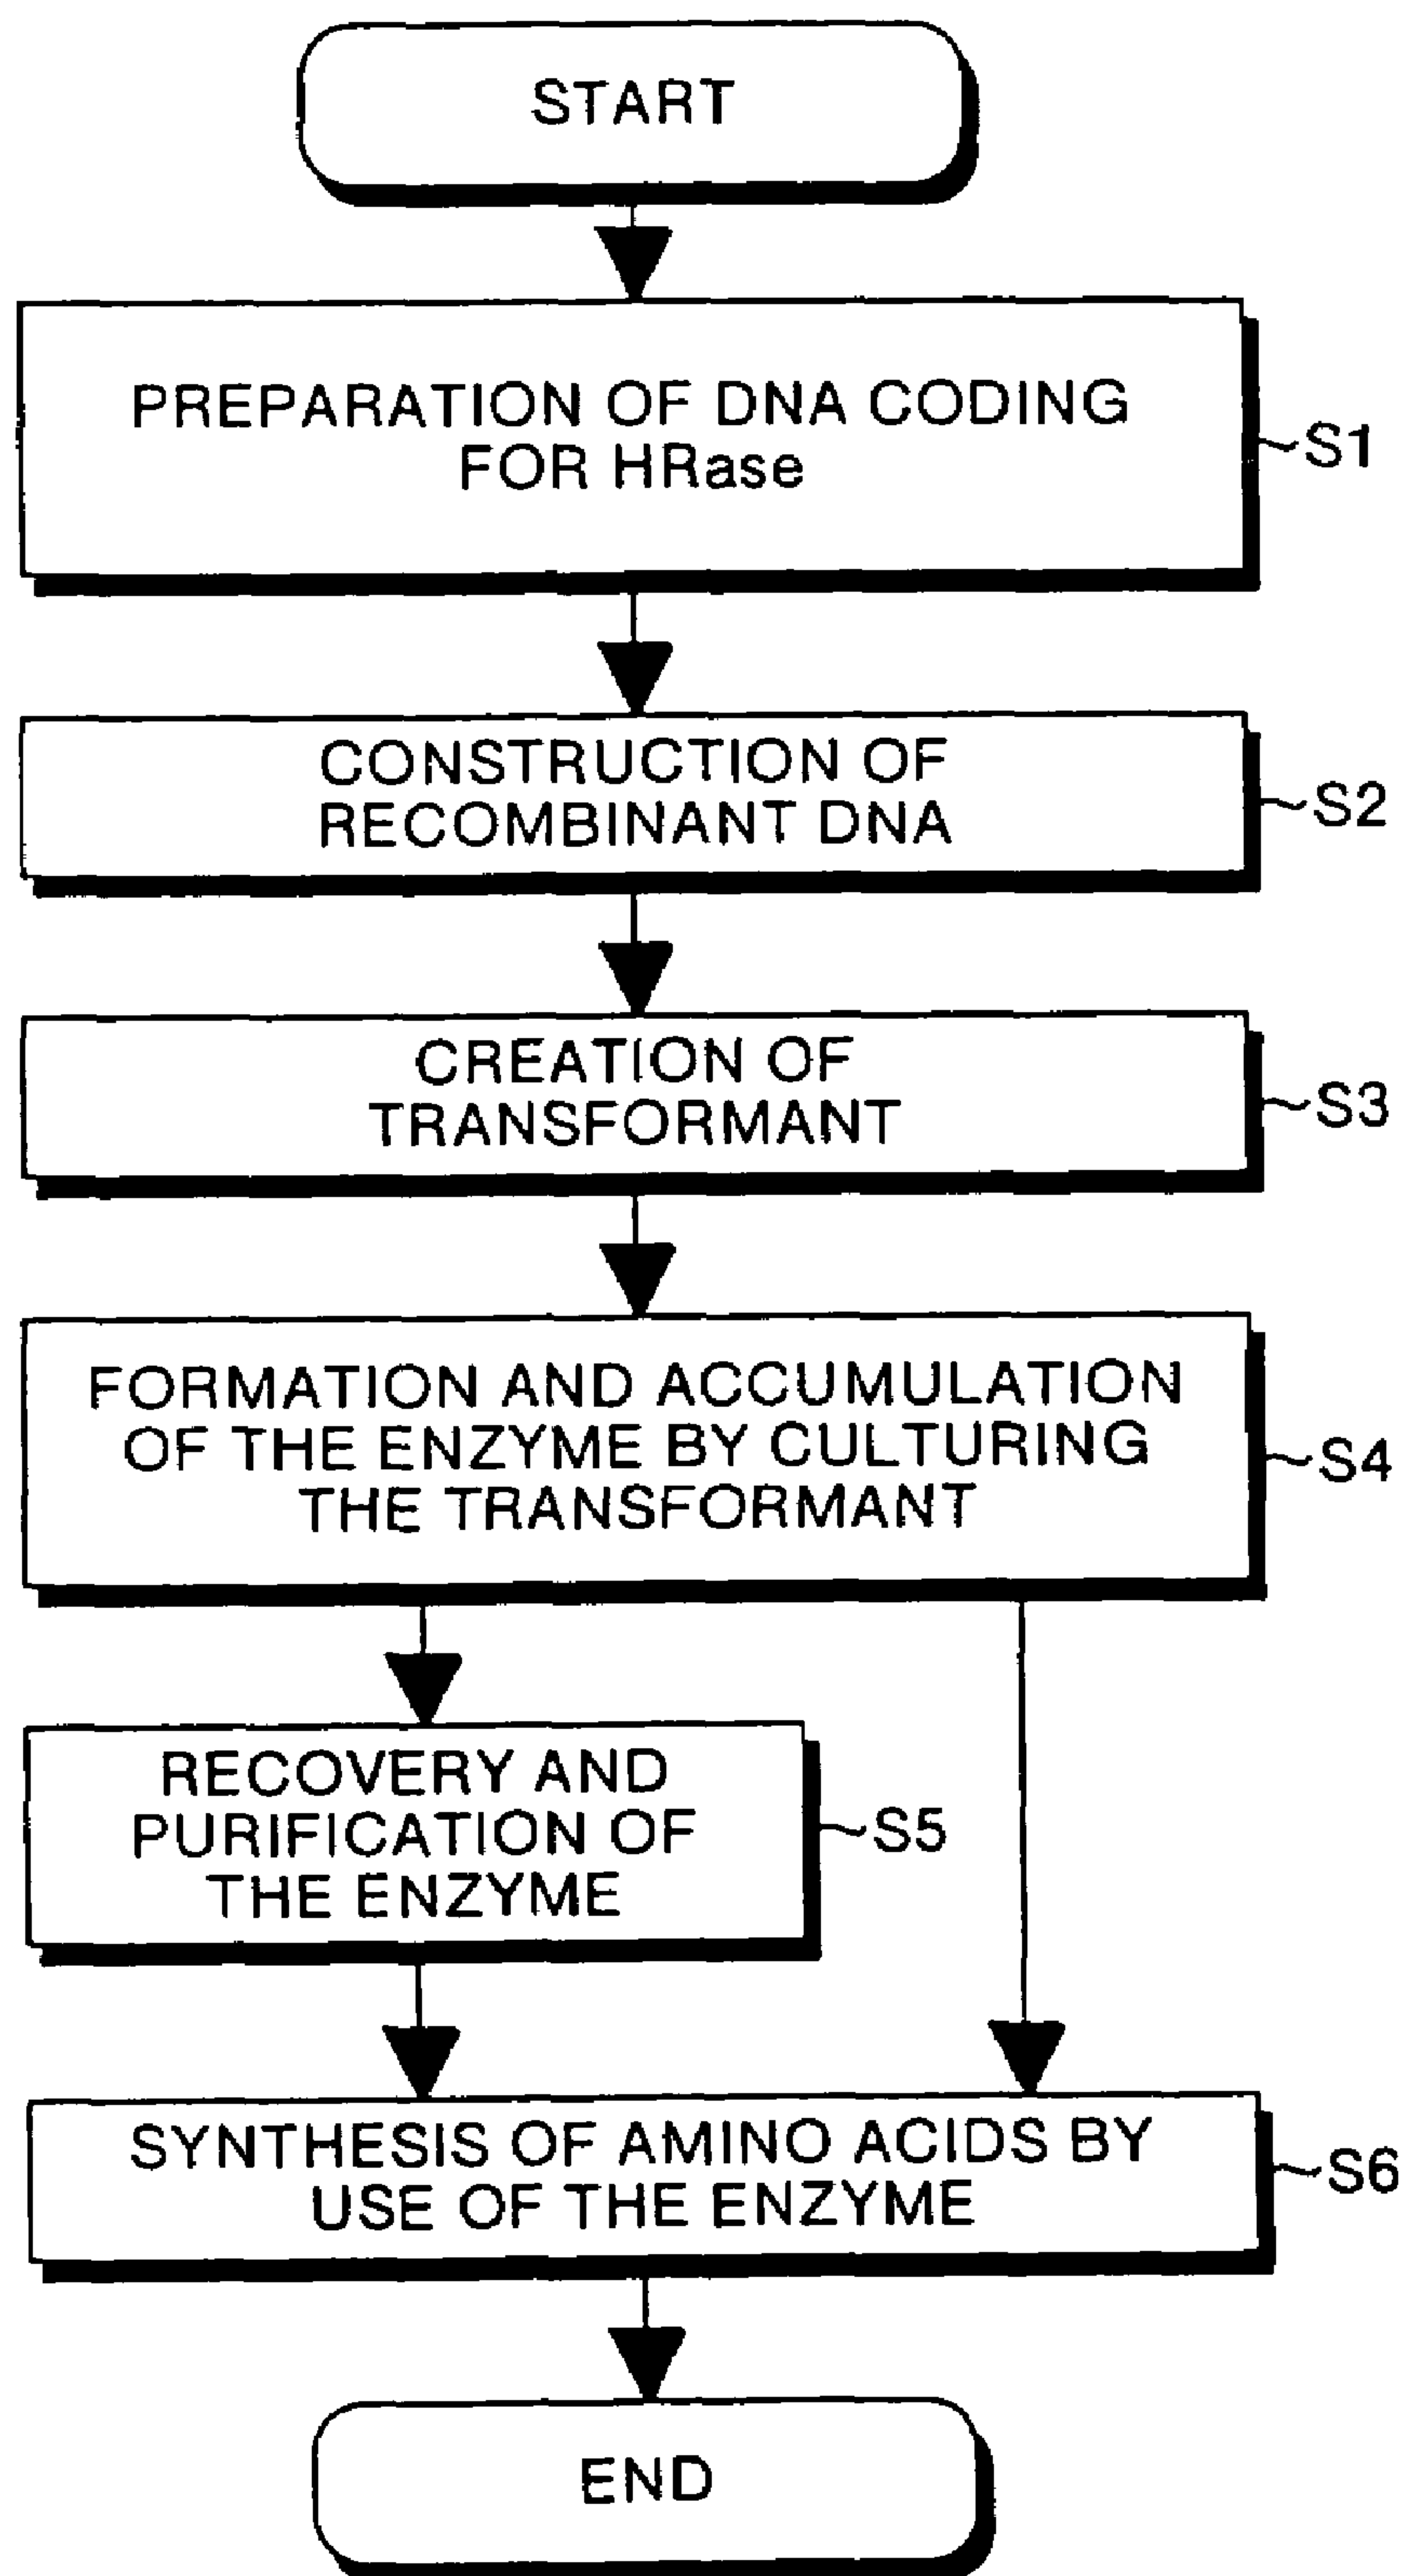 START
PREPARATION OF DNA CODING
FOR HRase
S1
CONSTRUCTION OF
RECOMBINANT DNA
S2
CREATION OF
TRANSFORMANT
S3
FORMATION AND ACCUMULATION
OF THE ENZYME BY CULTURING
THE TRANSFORMANT
S4
RECOVERY AND
PURIFICATION OF
THE ENZYME
S5
SYNTHESIS OF AMINO ACIDS BY
USE OF THE ENZYME
S6
END